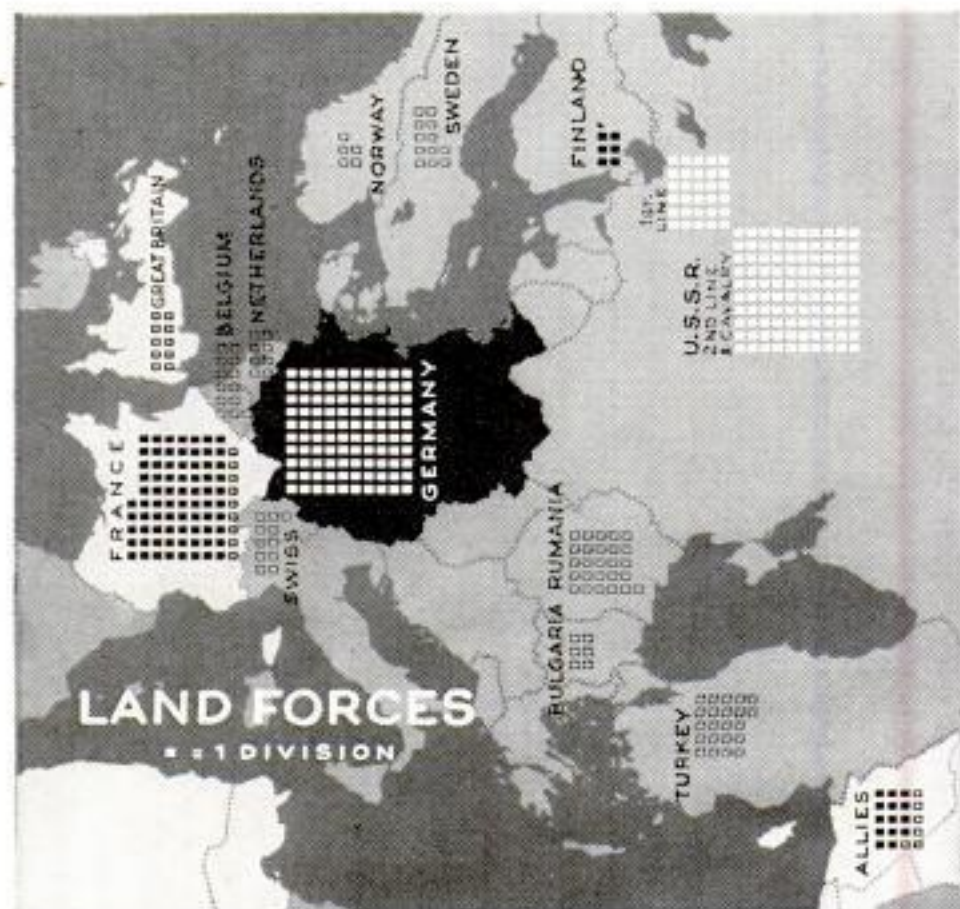 GREAT BRITAIN
NORWAY
SWEDEN
FINLAND
BELGIUM
NETHERLANDS
1ST.
LINE
U.S.S.R.
2ND LINE
& CAVALRY
FRANCE
GERMANY
SWISS
RUMANIA
BULGARIA
TURKEY
ALLIES
LAND FORCES
= 1 DIVISION